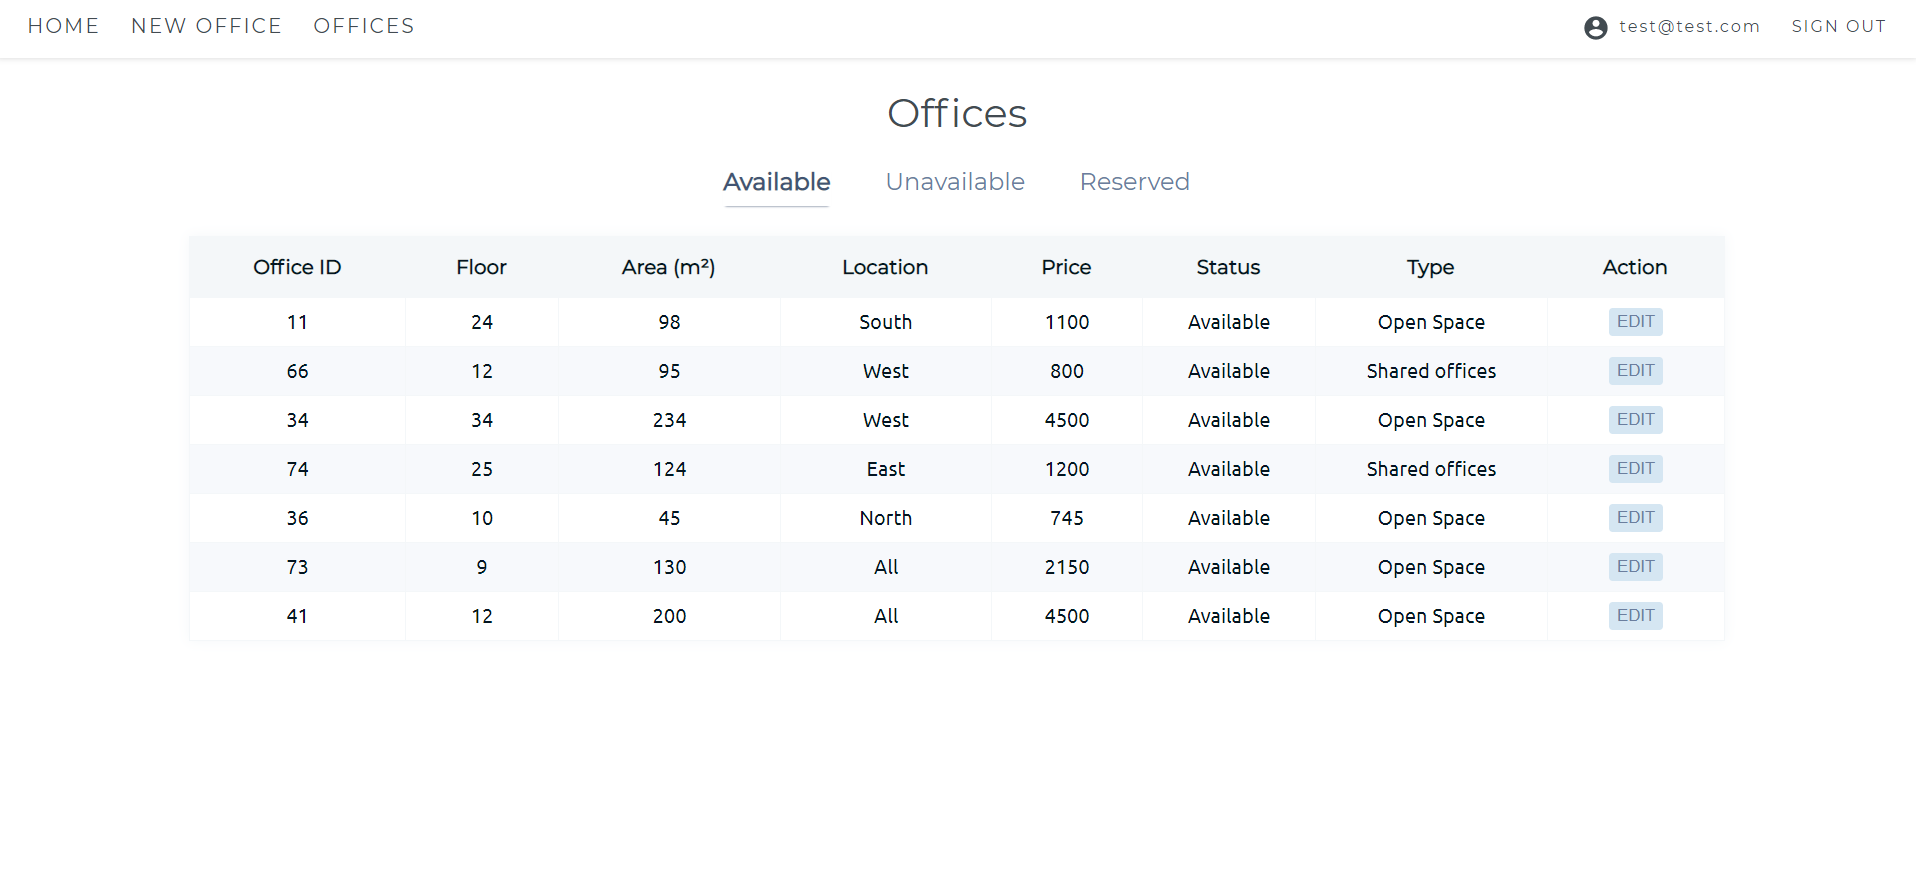 HOME NEW OFFICE OFFICES test@test.com SIGN OUT
Offices
Available Unavailable Reserved
Office ID Floor Area (m²) Location Price Status Type Action
11 24 98 South 1100 Available Open Space EDIT
66 12 95 West 800 Available Shared offices EDIT
34 34 234 West 4500 Available Open Space EDIT
74 25 124 East 1200 Available Shared offices EDIT
36 10 45 North 745 Available Open Space EDIT
73 9 130 All 2150 Available Open Space EDIT
41 12 200 All 4500 Available Open Space EDIT